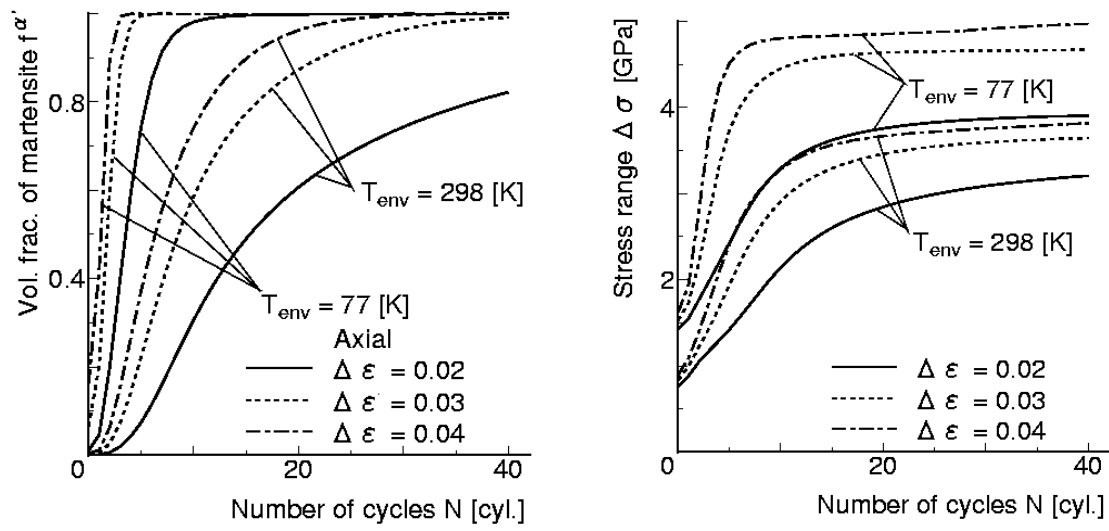 Vol. frac. of martensite f^α'
0.8
0.4
0
T_env = 298 [K]
T_env = 77 [K]
Axial
Δ ε = 0.02
Δ ε = 0.03
Δ ε = 0.04
0
20
40
Number of cycles N [cyl.]
Stress range Δ σ [GPa]
4
2
0
T_env = 77 [K]
T_env = 298 [K]
Δ ε = 0.02
Δ ε = 0.03
Δ ε = 0.04
0
20
40
Number of cycles N [cyl.]